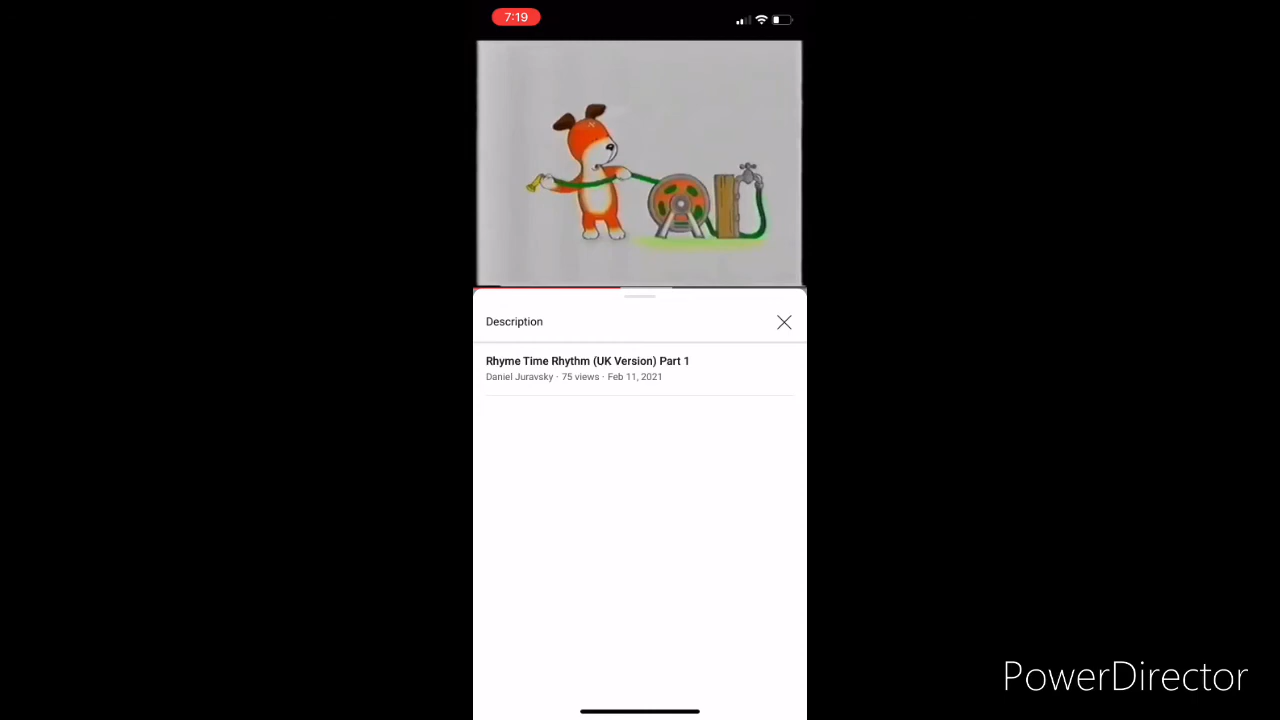 7:19
Description
Rhyme Time Rhythm (UK Version) Part 1
Daniel Juravsky · 75 views · Feb 11, 2021
PowerDirector